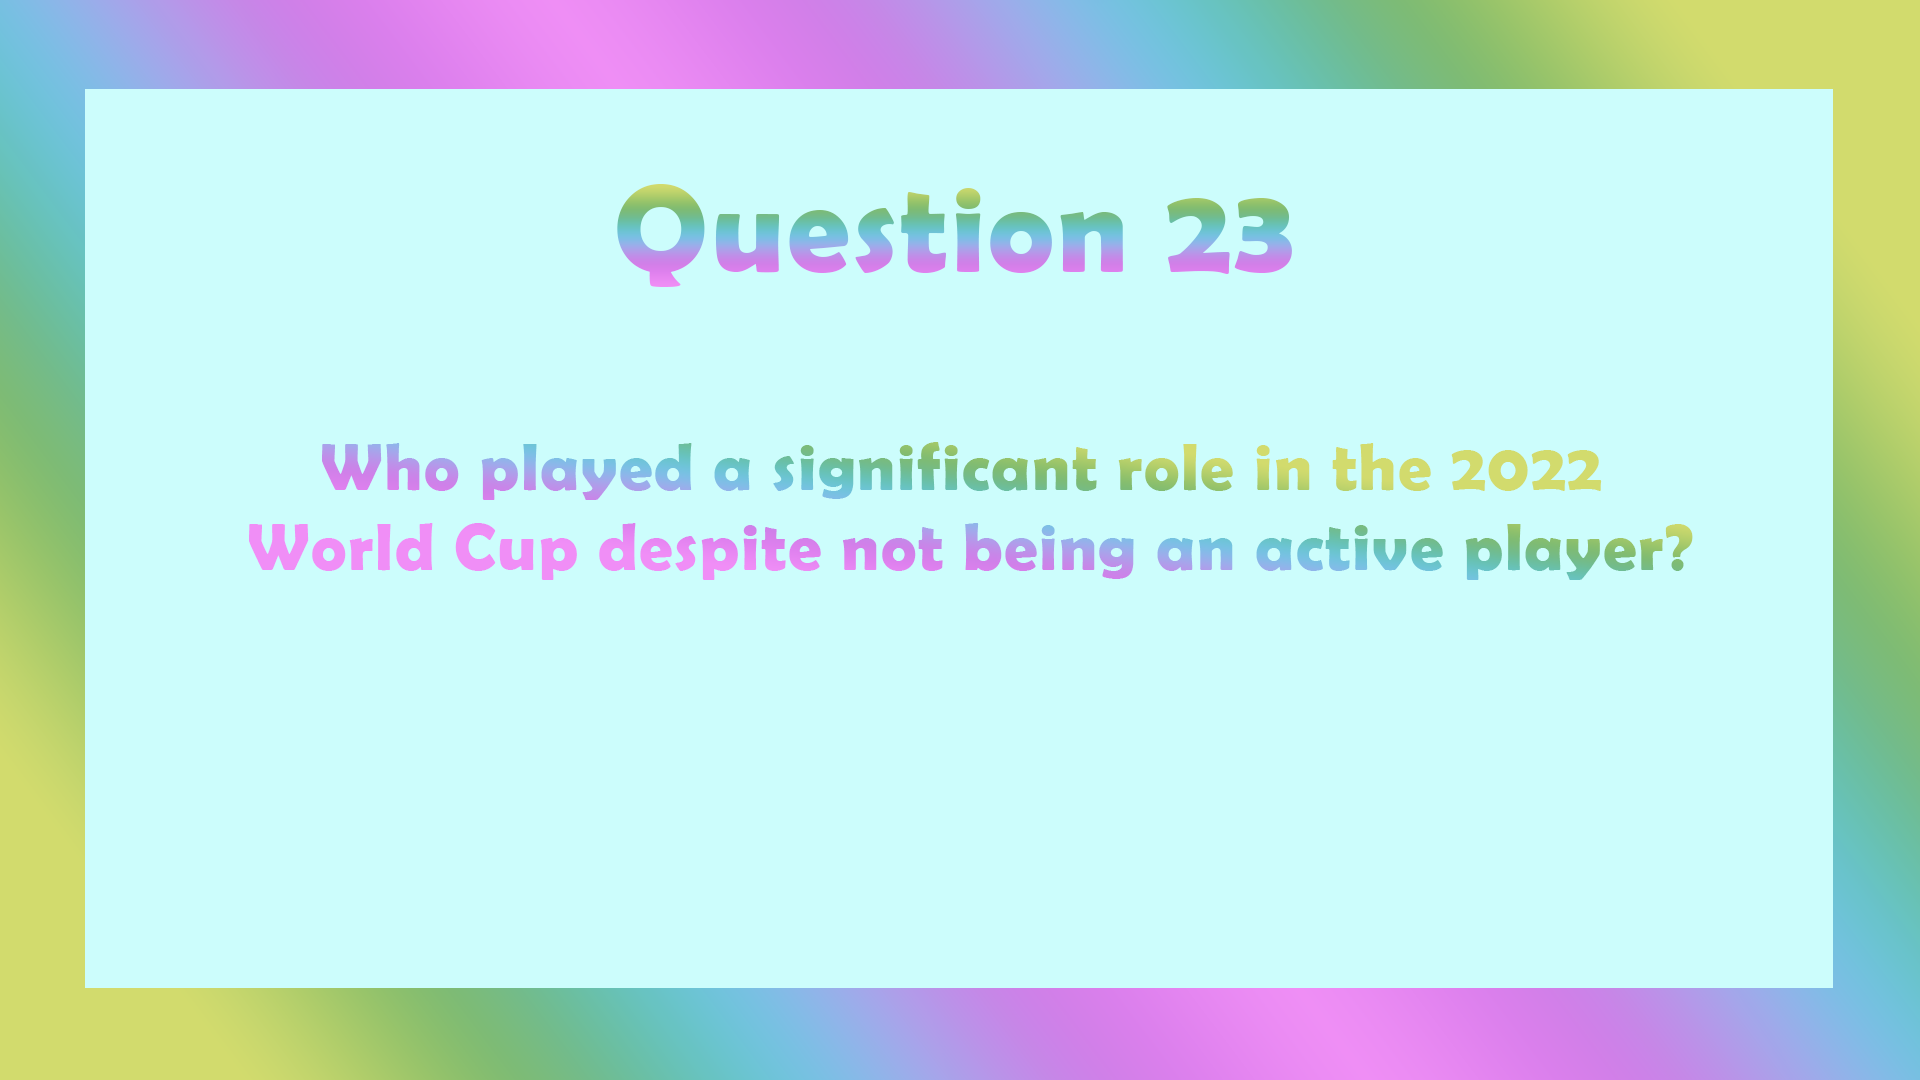 Question 23
Who played a significant role in the 2022
World Cup despite not being an active player?